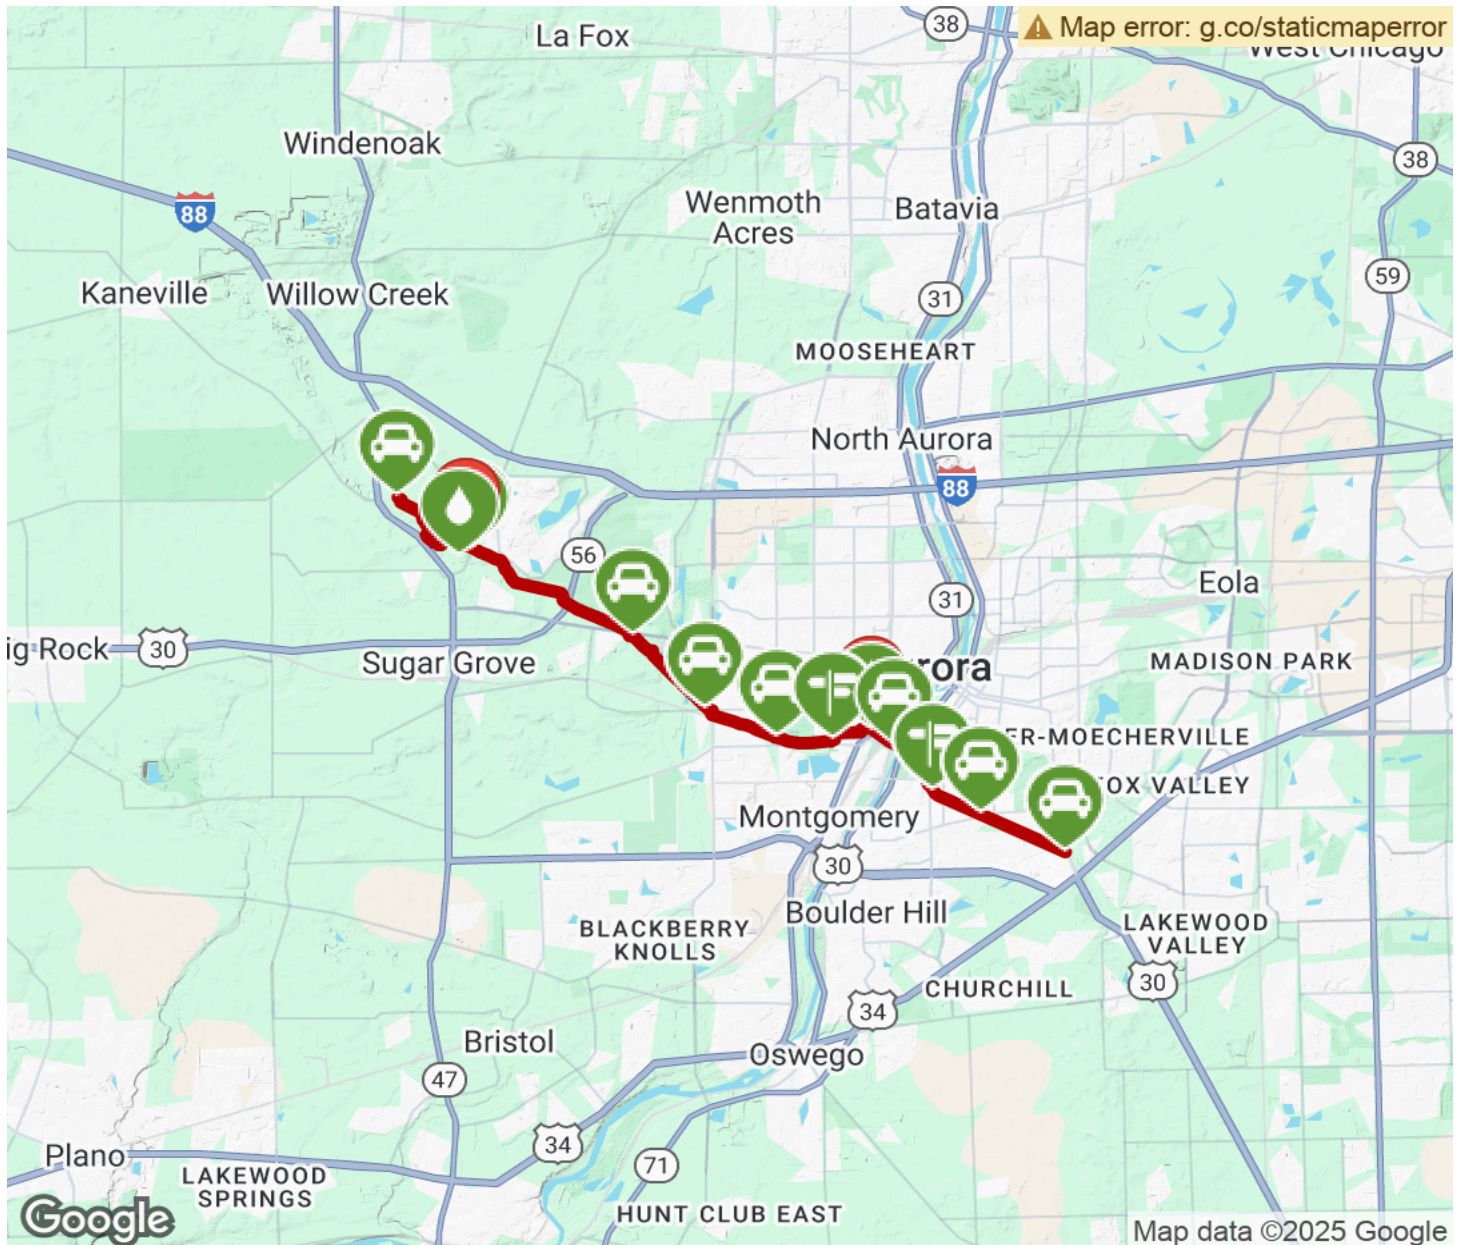 La Fox
38
Map error: g.co/staticmaperror
West Chicago
Windenoak
38
88
Wenmoth
Acres
Batavia
59
Kaneville
Willow Creek
31
MOOSEHEART
North Aurora
88
56
Eola
31
ig Rock
30
Sugar Grove
rora
MADISON PARK
ER-MOECHERVILLE
OX VALLEY
Montgomery
30
Boulder Hill
BLACKBERRY
KNOLLS
LAKEWOOD
VALLEY
30
CHURCHILL
34
Bristol
Oswego
47
34
Plano
71
LAKEWOOD
SPRINGS
HUNT CLUB EAST
Google
Map data ©2025 Google